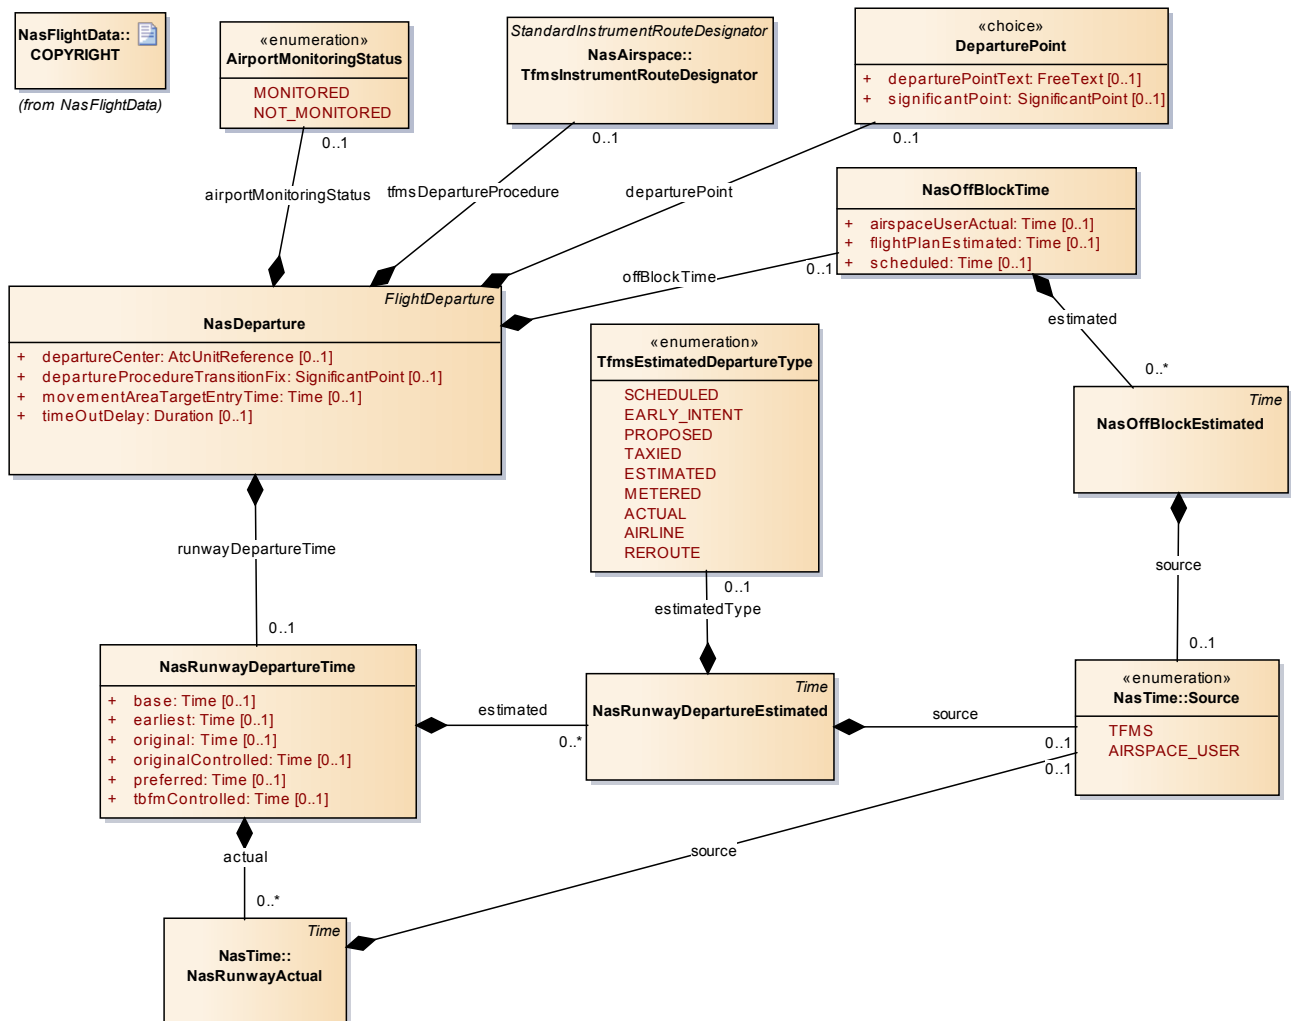 NasFlightData::
COPYRIGHT
(from NasFlightData)
«enumeration»
AirportMonitoringStatus
MONITORED
NOT_MONITORED
0..1
airportMonitoringStatus
StandardInstrumentRouteDesignator
NasAirspace::
TfmsInstrumentRouteDesignator
0..1
tfmsDepartureProcedure
«choice»
DeparturePoint
+ departurePointText: FreeText [0..1]
+ significantPoint: SignificantPoint [0..1]
0..1
departurePoint
NasOffBlockTime
+ airspaceUserActual: Time [0..1]
+ flightPlanEstimated: Time [0..1]
+ scheduled: Time [0..1]
0..1
offBlockTime
estimated
0..*
FlightDeparture
NasDeparture
+ departureCenter: AtcUnitReference [0..1]
+ departureProcedureTransitionFix: SignificantPoint [0..1]
+ movementAreaTargetEntryTime: Time [0..1]
+ timeOutDelay: Duration [0..1]
«enumeration»
TfmsEstimatedDepartureType
SCHEDULED
EARLY_INTENT
PROPOSED
TAXIED
ESTIMATED
METERED
ACTUAL
AIRLINE
REROUTE
0..1
estimatedType
Time
NasOffBlockEstimated
source
0..1
runwayDepartureTime
0..1
NasRunwayDepartureTime
+ base: Time [0..1]
+ earliest: Time [0..1]
+ original: Time [0..1]
+ originalControlled: Time [0..1]
+ preferred: Time [0..1]
+ tbfmControlled: Time [0..1]
estimated
0..*
Time
NasRunwayDepartureEstimated
source
0..1
«enumeration»
NasTime::Source
TFMS
AIRSPACE_USER
0..1
source
actual
0..*
Time
NasTime::
NasRunwayActual